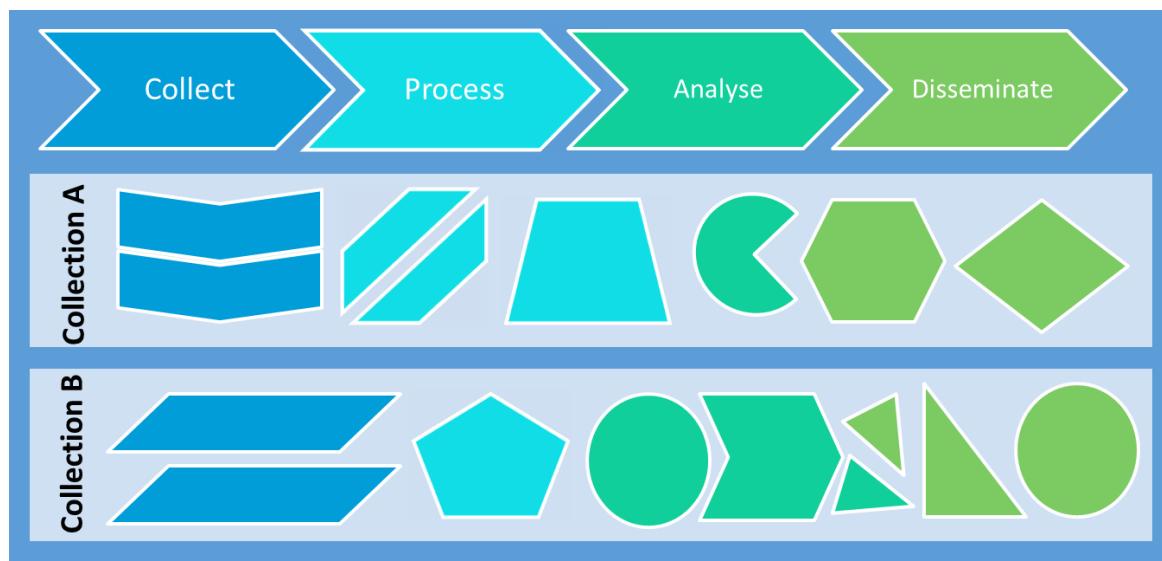 Collect
Process
Analyse
Disseminate
Collection A
Collection B